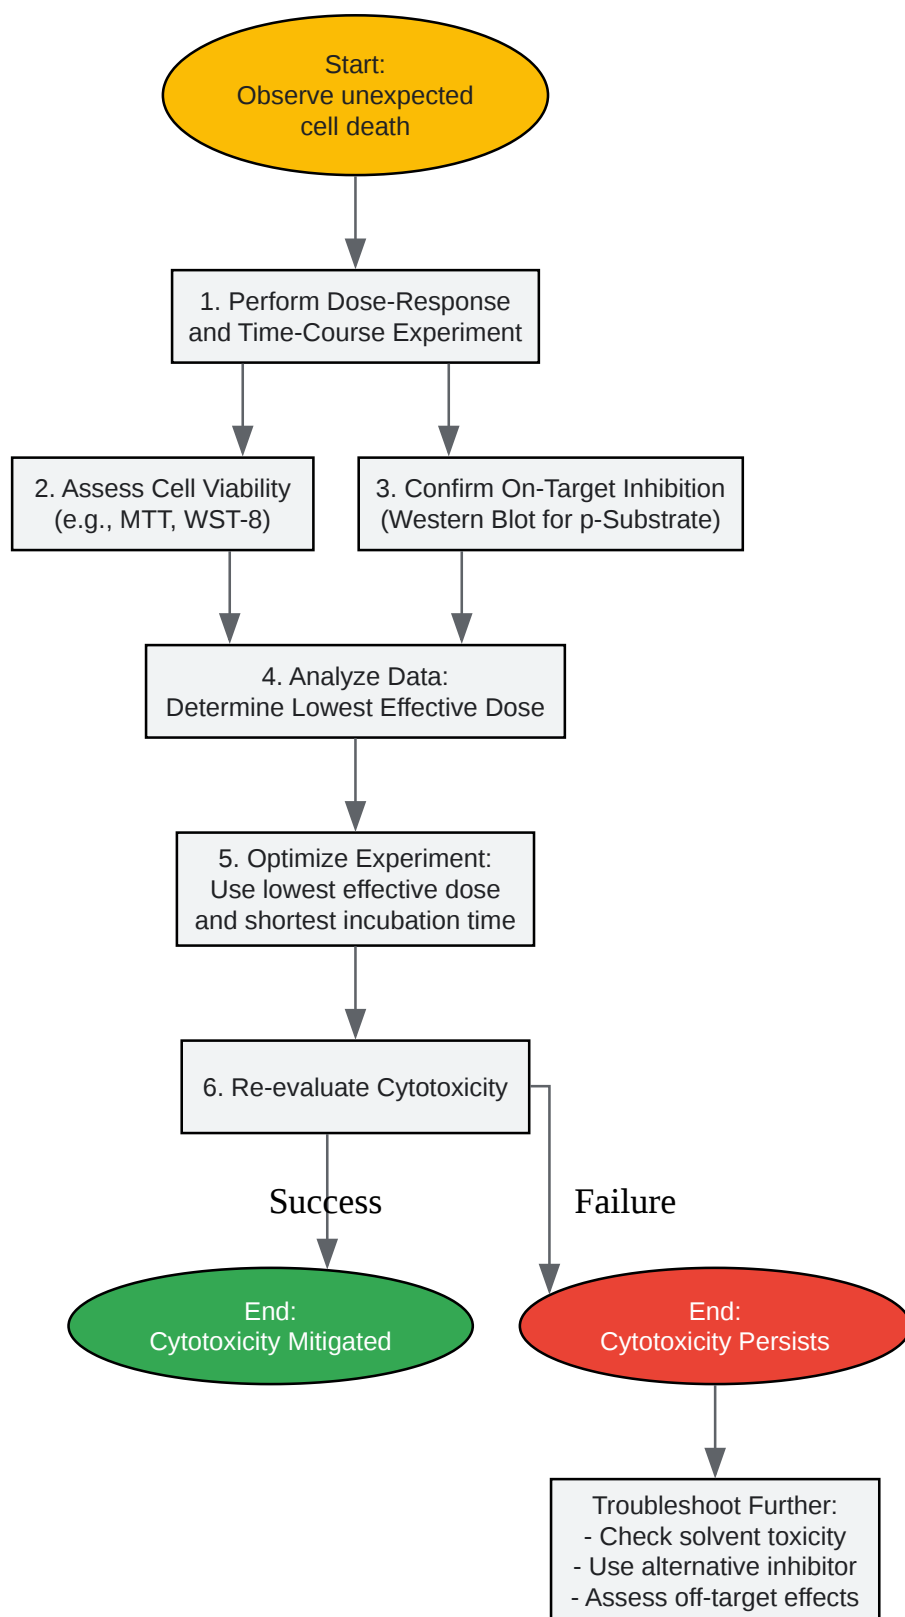 Start:
Observe unexpected
cell death
1. Perform Dose-Response
and Time-Course Experiment
2. Assess Cell Viability
(e.g., MTT, WST-8)
3. Confirm On-Target Inhibition
(Western Blot for p-Substrate)
4. Analyze Data:
Determine Lowest Effective Dose
5. Optimize Experiment:
Use lowest effective dose
and shortest incubation time
6. Re-evaluate Cytotoxicity
Success
Failure
End:
Cytotoxicity Mitigated
End:
Cytotoxicity Persists
Troubleshoot Further:
- Check solvent toxicity
- Use alternative inhibitor
- Assess off-target effects